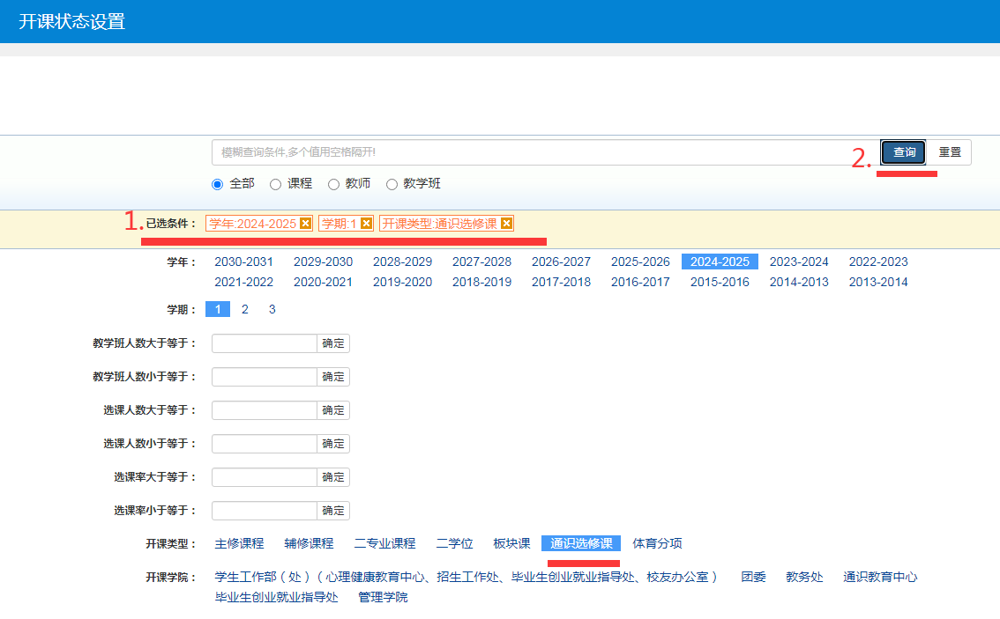 开课状态设置
模糊查询条件,多个值用空格隔开!
2.
查询
重置
全部 课程 教师 教学班
1.
已选条件： 学年:2024-2025 学期:1 开课类型:通识选修课
学年： 2030-2031 2029-2030 2028-2029 2027-2028 2026-2027 2025-2026 2024-2025 2023-2024 2022-2023
2021-2022 2020-2021 2019-2020 2018-2019 2017-2018 2016-2017 2015-2016 2014-2013 2013-2014
学期： 1 2 3
教学班人数大于等于： 确定
教学班人数小于等于： 确定
选课人数大于等于： 确定
选课人数小于等于： 确定
选课率大于等于： 确定
选课率小于等于： 确定
开课类型： 主修课程 辅修课程 二专业课程 二学位 板块课 通识选修课 体育分项
开课学院： 学生工作部（处）（心理健康教育中心、招生工作处、毕业生创业就业指导处、校友办公室） 团委 教务处 通识教育中心
毕业生创业就业指导处 管理学院